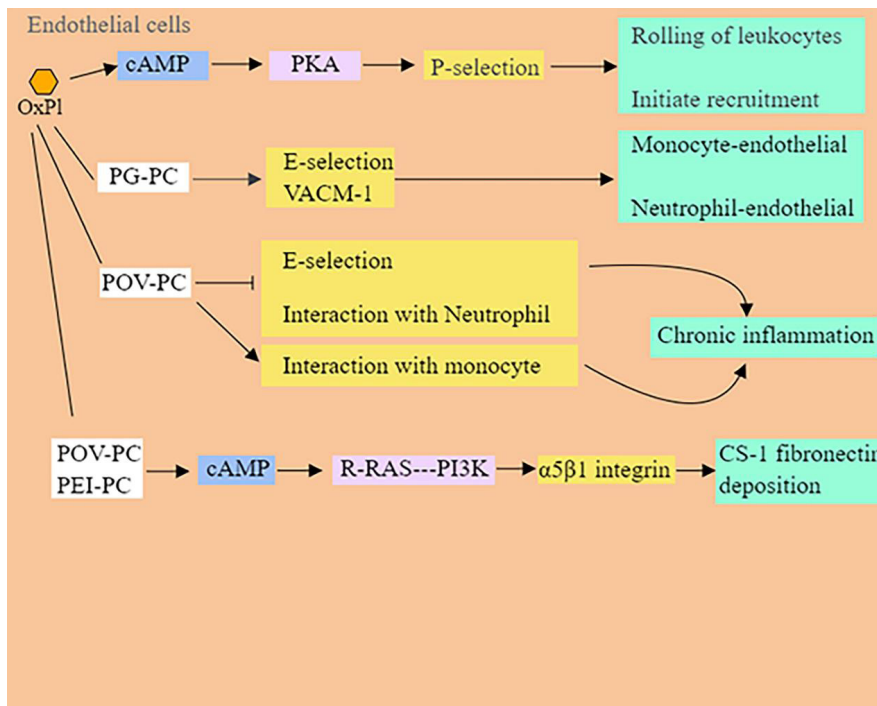 Endothelial cells
OxPl
cAMP
PKA
P-selection
Rolling of leukocytes
Initiate recruitment
PG-PC
E-selection
VACM-1
Monocyte-endothelial
Neutrophil-endothelial
POV-PC
E-selection
Interaction with Neutrophil
Interaction with monocyte
Chronic inflammation
POV-PC
PEI-PC
cAMP
R-RAS---PI3K
α5β1 integrin
CS-1 fibronectin
deposition